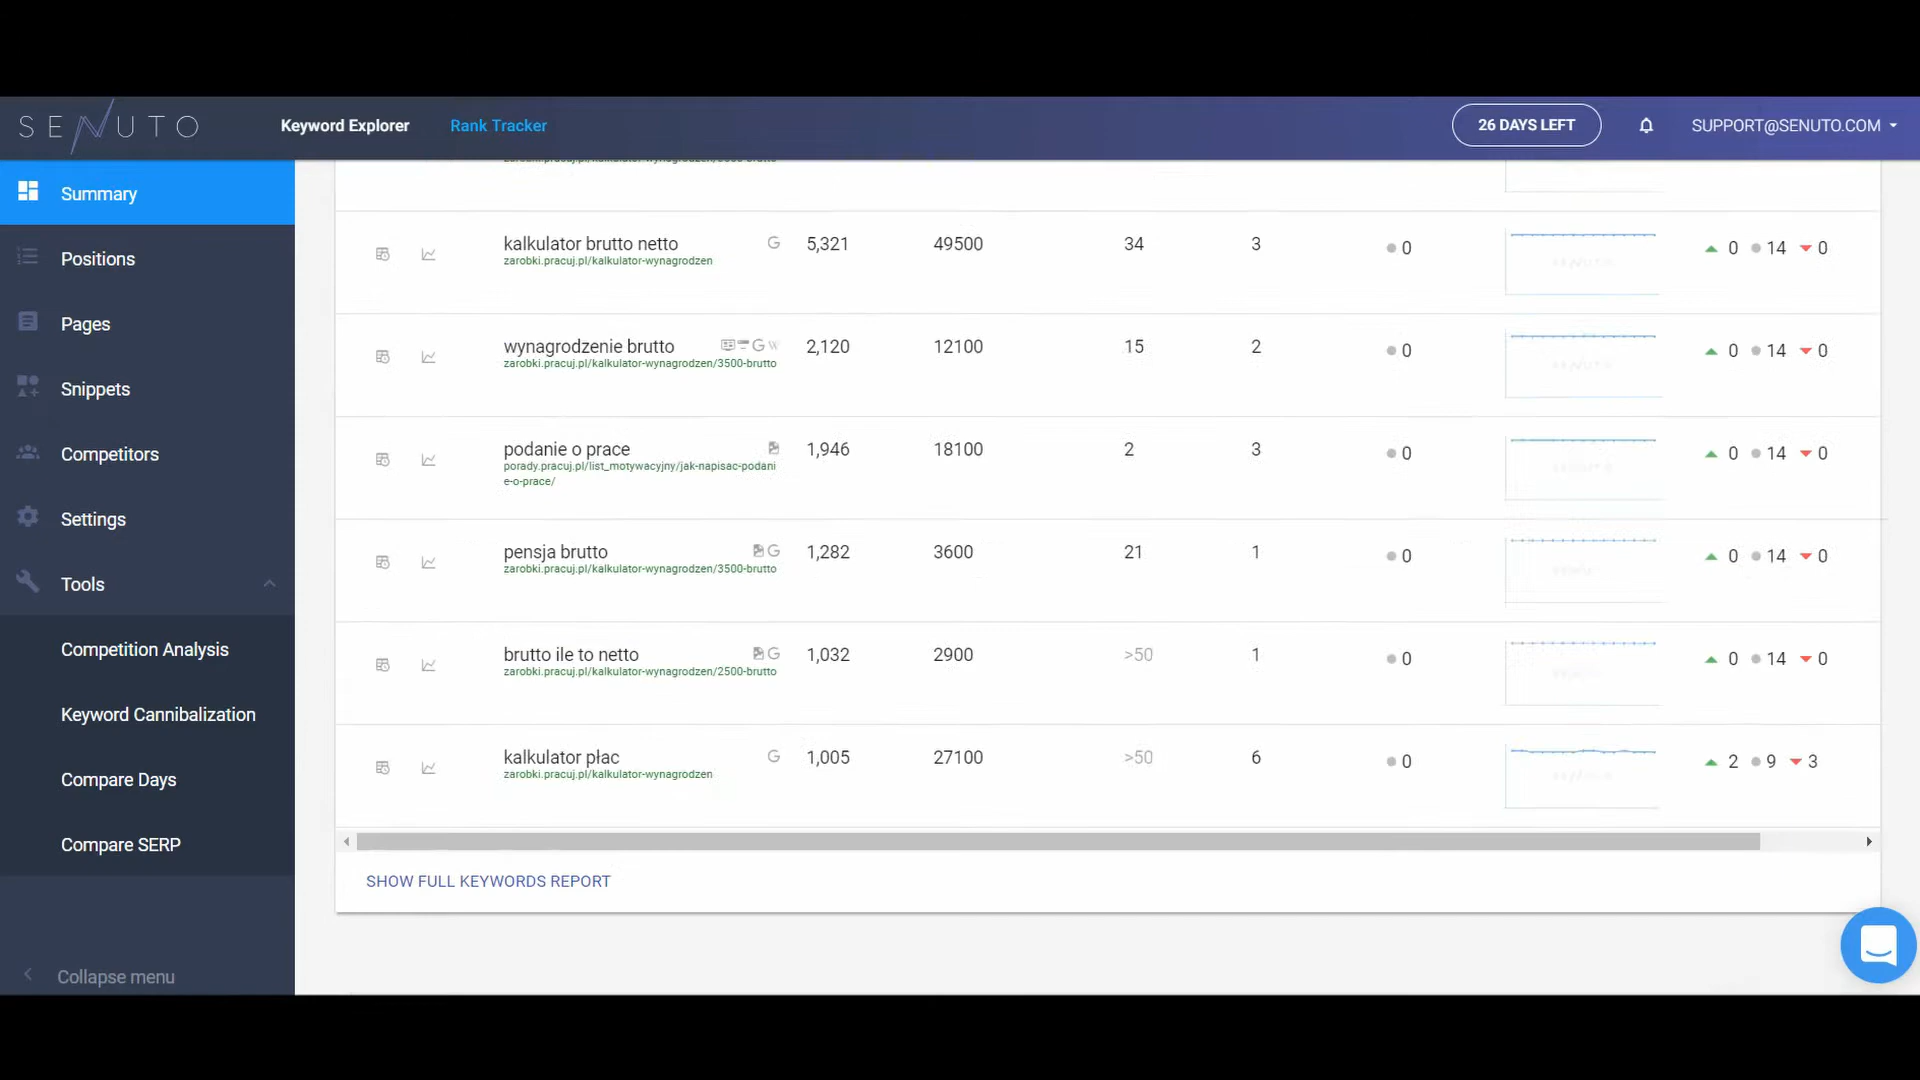 SENUTO
Keyword Explorer
Rank Tracker
26 DAYS LEFT
SUPPORT@SENUTO.COM
Summary
Positions
Pages
Snippets
Competitors
Settings
Tools
Competition Analysis
Keyword Cannibalization
Compare Days
Compare SERP
Collapse menu
kalkulator brutto netto 5,321 49500 34 3 0 0 14 0
zarobki.pracuj.pl/kalkulator-wynagrodzen
wynagrodzenie brutto 2,120 12100 15 2 0 0 14 0
zarobki.pracuj.pl/kalkulator-wynagrodzen/3500-brutto
podanie o prace 1,946 18100 2 3 0 0 14 0
porady.pracuj.pl/list_motywacyjny/jak-napisac-podani
e-o-prace/
pensja brutto 1,282 3600 21 1 0 0 14 0
zarobki.pracuj.pl/kalkulator-wynagrodzen/3500-brutto
brutto ile to netto 1,032 2900 >50 1 0 0 14 0
zarobki.pracuj.pl/kalkulator-wynagrodzen/2500-brutto
kalkulator płac 1,005 27100 >50 6 0 2 9 3
zarobki.pracuj.pl/kalkulator-wynagrodzen
SHOW FULL KEYWORDS REPORT